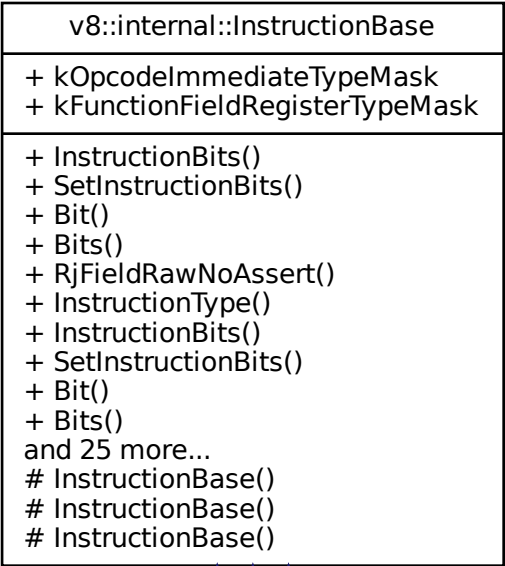 v8::internal::InstructionBase
+ kOpcodeImmediateTypeMask
+ kFunctionFieldRegisterTypeMask
+ InstructionBits()
+ SetInstructionBits()
+ Bit()
+ Bits()
+ RjFieldRawNoAssert()
+ InstructionType()
+ InstructionBits()
+ SetInstructionBits()
+ Bit()
+ Bits()
and 25 more...
# InstructionBase()
# InstructionBase()
# InstructionBase()